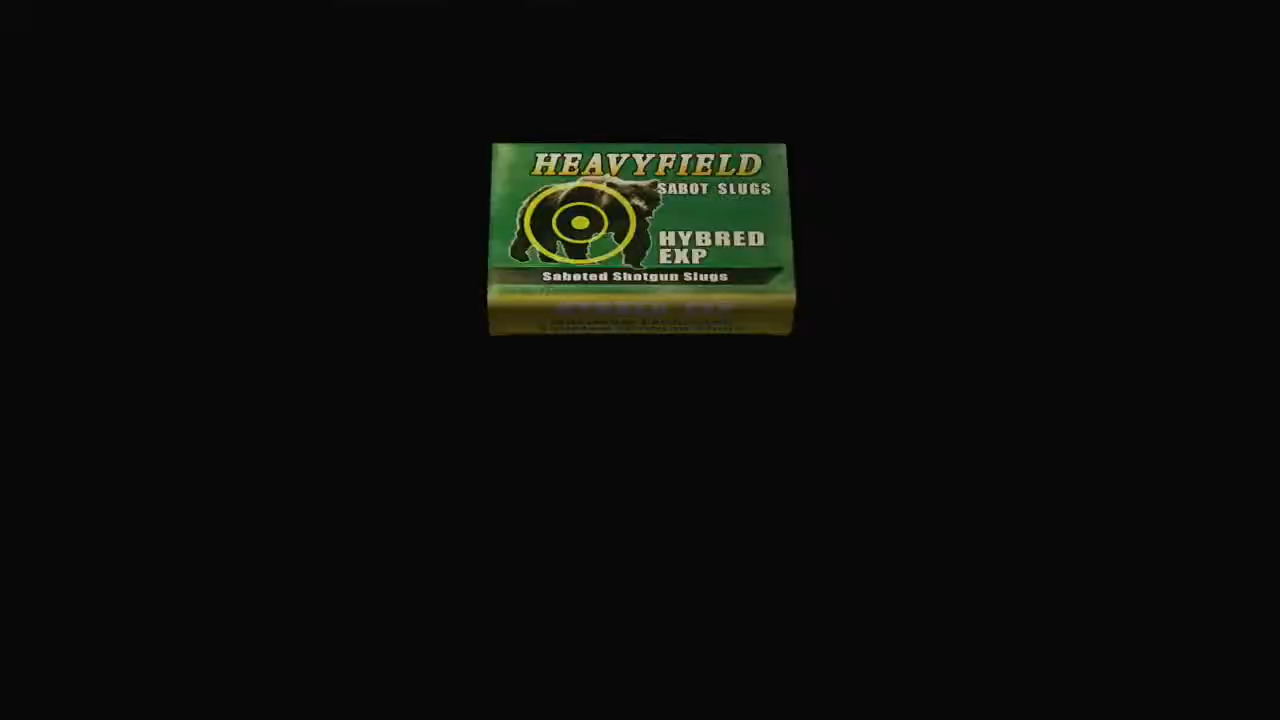 HEAVYFIELD
SABOT SLUGS
HYBRED
EXP
Saboted Shotgun Slugs